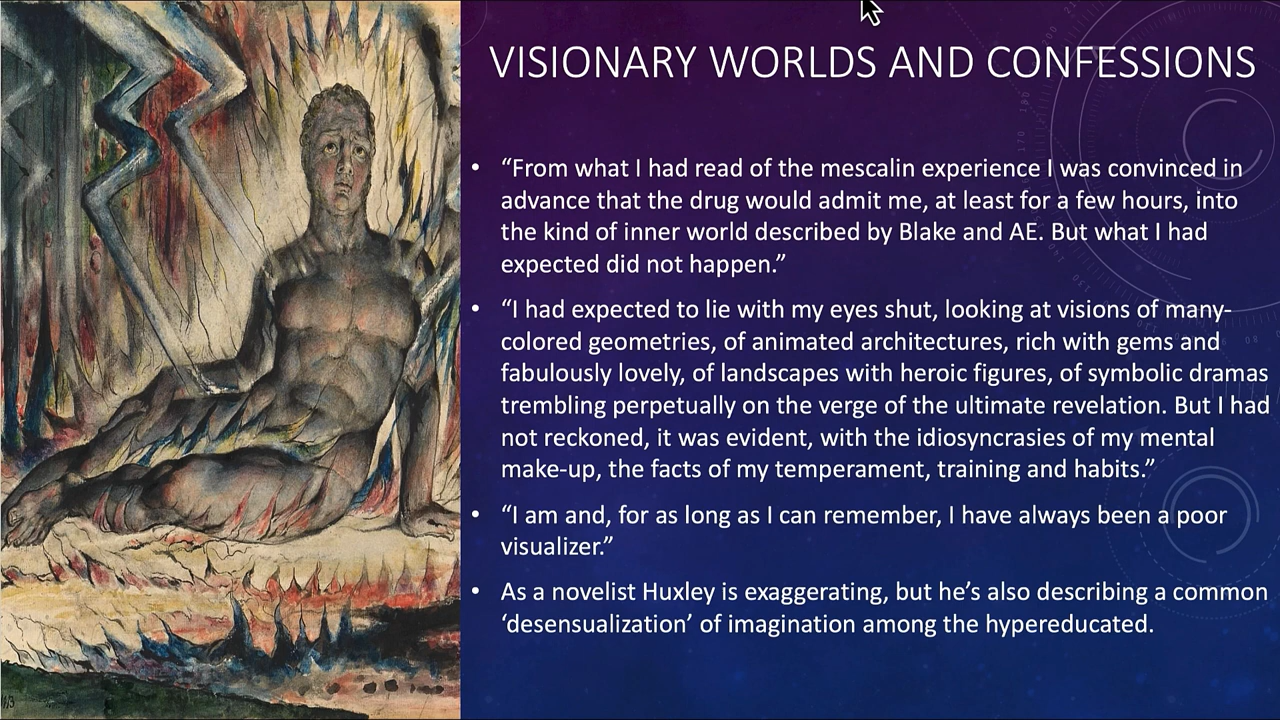 VISIONARY WORLDS AND CONFESSIONS
• “From what I had read of the mescalin experience I was convinced in
advance that the drug would admit me, at least for a few hours, into
the kind of inner world described by Blake and AE. But what I had
expected did not happen.”
• “I had expected to lie with my eyes shut, looking at visions of many-
colored geometries, of animated architectures, rich with gems and
fabulously lovely, of landscapes with heroic figures, of symbolic dramas
trembling perpetually on the verge of the ultimate revelation. But I had
not reckoned, it was evident, with the idiosyncrasies of my mental
make-up, the facts of my temperament, training and habits.”
• “I am and, for as long as I can remember, I have always been a poor
visualizer.”
• As a novelist Huxley is exaggerating, but he’s also describing a common
‘desensualization’ of imagination among the hypereducated.